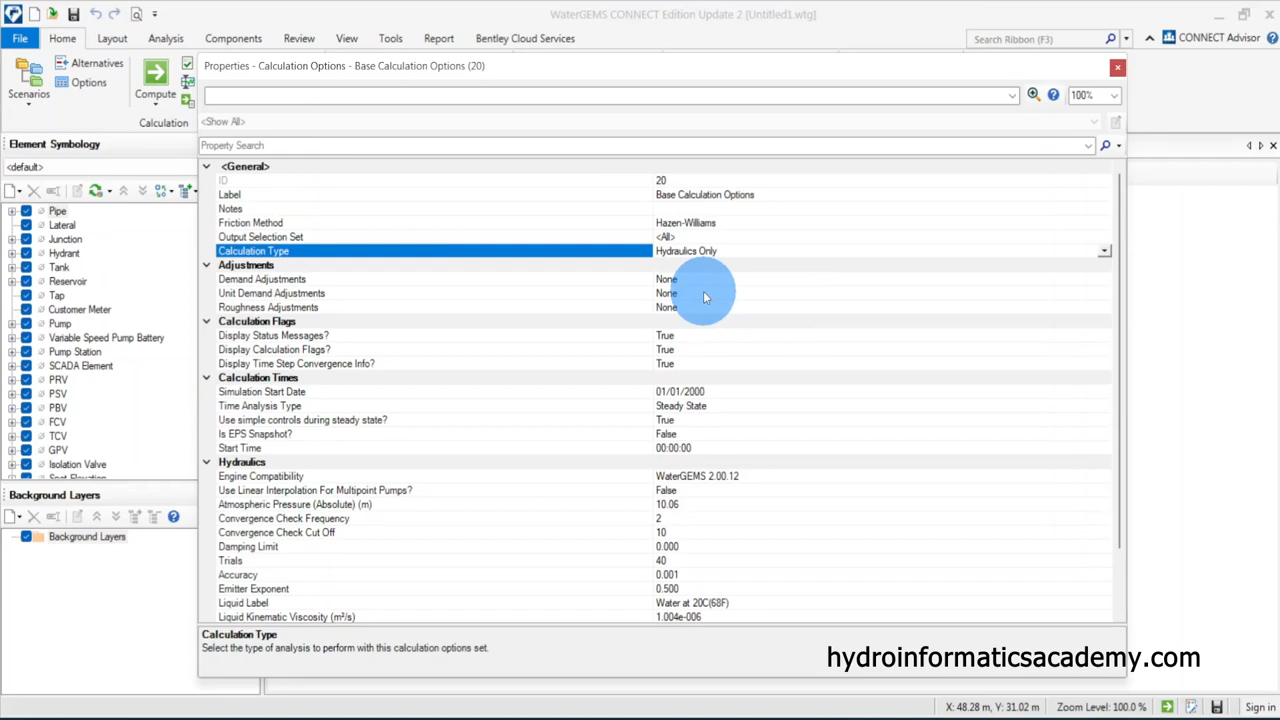 WaterGEMS CONNECT Edition Update 2 [Untitled1.wtg]
File Home Layout Analysis Components Review View Tools Report Bentley Cloud Services Search Ribbon (F3) CONNECT Advisor
Scenarios
Alternatives
Options
Compute
Calculation
Properties - Calculation Options - Base Calculation Options (20)
100%
<Show All>
Property Search
Element Symbology
<default>
Pipe
Lateral
Junction
Hydrant
Tank
Reservoir
Tap
Customer Meter
Pump
Variable Speed Pump Battery
Pump Station
SCADA Element
PRV
PSV
PBV
FCV
TCV
GPV
Isolation Valve
Spot Elevation
Background Layers
Background Layers
<General>
ID 20
Label Base Calculation Options
Notes
Friction Method Hazen-Williams
Output Selection Set <All>
Calculation Type Hydraulics Only
Adjustments
Demand Adjustments None
Unit Demand Adjustments None
Roughness Adjustments None
Calculation Flags
Display Status Messages? True
Display Calculation Flags? True
Display Time Step Convergence Info? True
Calculation Times
Simulation Start Date 01/01/2000
Time Analysis Type Steady State
Use simple controls during steady state? True
Is EPS Snapshot? False
Start Time 00:00:00
Hydraulics
Engine Compatibility WaterGEMS 2.00.12
Use Linear Interpolation For Multipoint Pumps? False
Atmospheric Pressure (Absolute) (m) 10.06
Convergence Check Frequency 2
Convergence Check Cut Off 10
Damping Limit 0.000
Trials 40
Accuracy 0.001
Emitter Exponent 0.500
Liquid Label Water at 20C(68F)
Liquid Kinematic Viscosity (m²/s) 1.004e-006
Calculation Type
Select the type of analysis to perform with this calculation options set.
hydroinformaticsacademy.com
X: 48.28 m, Y: 31.02 m Zoom Level: 100.0 % Sign in